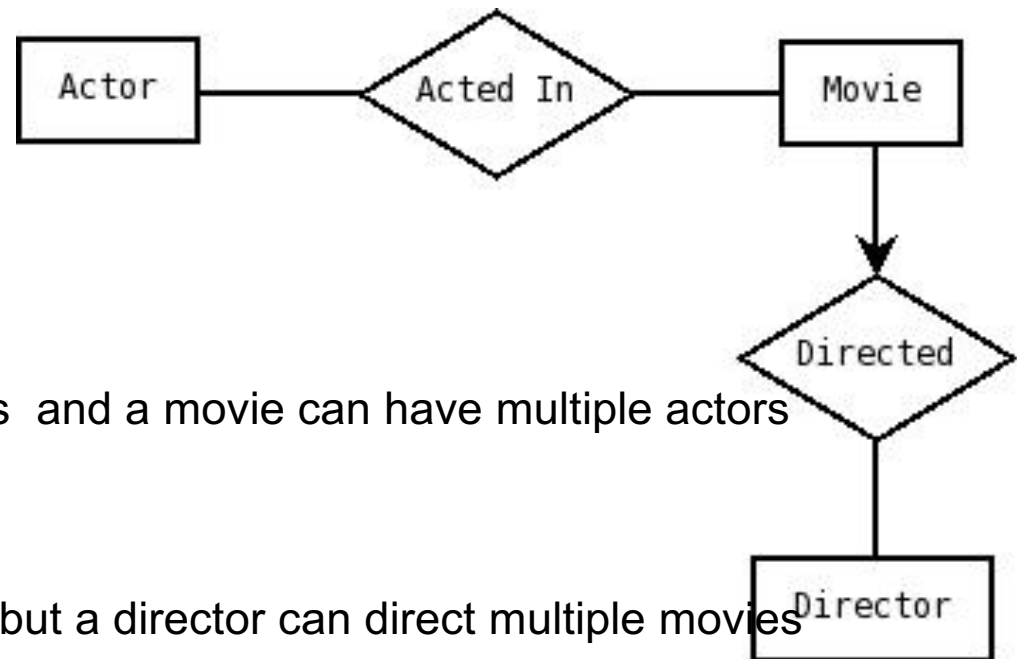 Actor
Acted In
Movie
Directed
s  and a movie can have multiple actors
but a director can direct multiple movies
Director